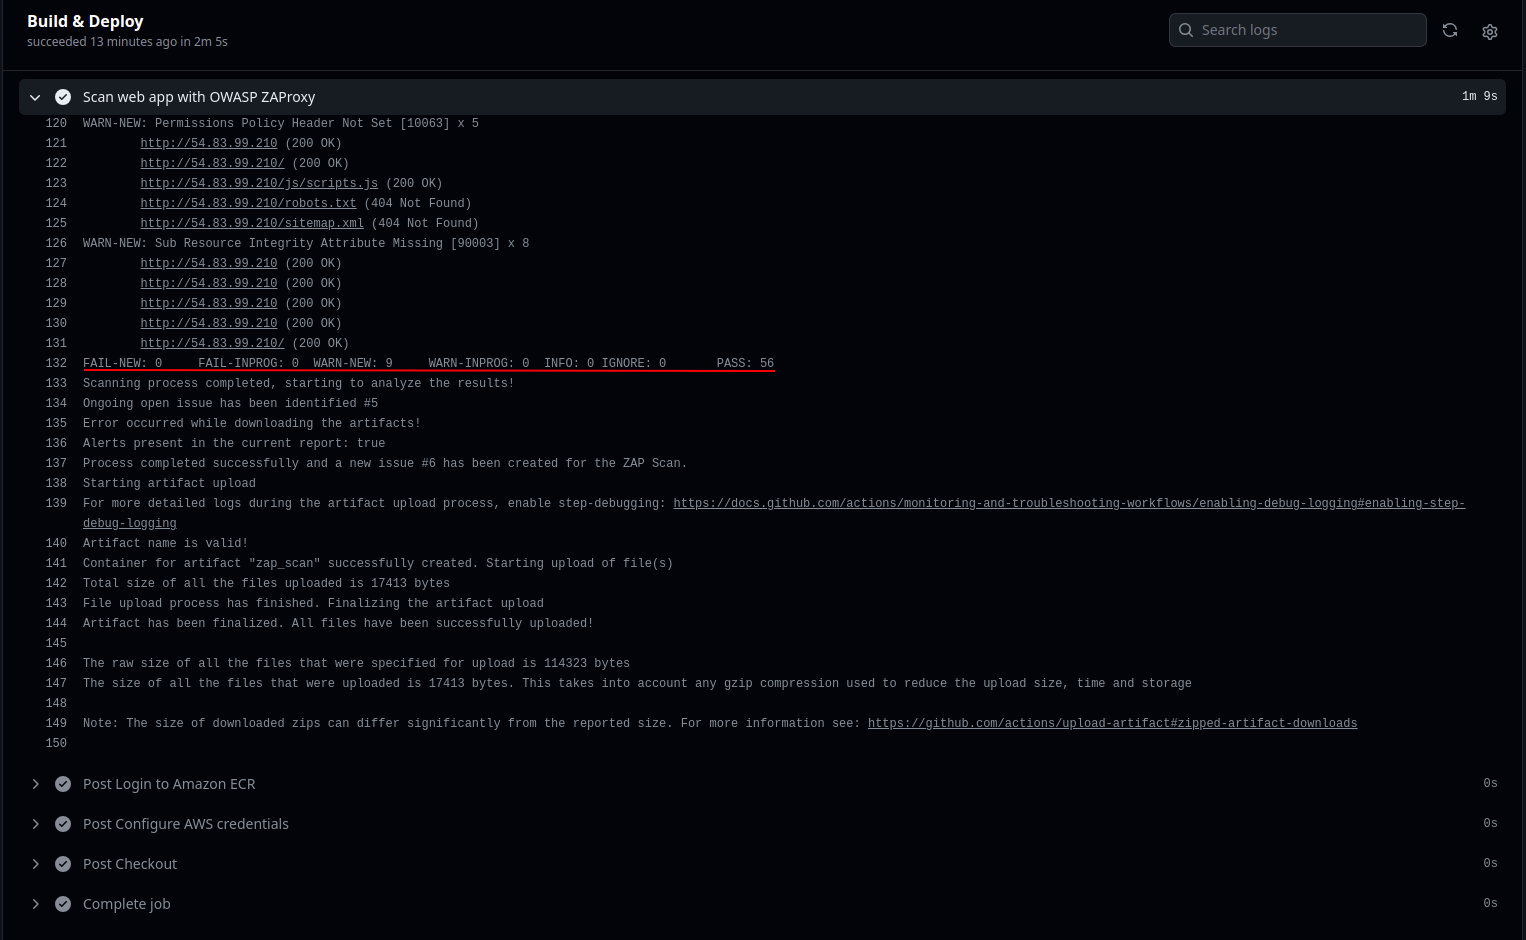 Build & Deploy
succeeded 13 minutes ago in 2m 5s
Search logs
Scan web app with OWASP ZAProxy 1m 9s
120 WARN-NEW: Permissions Policy Header Not Set [10063] x 5
121 http://54.83.99.210 (200 OK)
122 http://54.83.99.210/ (200 OK)
123 http://54.83.99.210/js/scripts.js (200 OK)
124 http://54.83.99.210/robots.txt (404 Not Found)
125 http://54.83.99.210/sitemap.xml (404 Not Found)
126 WARN-NEW: Sub Resource Integrity Attribute Missing [90003] x 8
127 http://54.83.99.210 (200 OK)
128 http://54.83.99.210 (200 OK)
129 http://54.83.99.210 (200 OK)
130 http://54.83.99.210 (200 OK)
131 http://54.83.99.210/ (200 OK)
132 FAIL-NEW: 0 FAIL-INPROG: 0 WARN-NEW: 9 WARN-INPROG: 0 INFO: 0 IGNORE: 0 PASS: 56
133 Scanning process completed, starting to analyze the results!
134 Ongoing open issue has been identified #5
135 Error occurred while downloading the artifacts!
136 Alerts present in the current report: true
137 Process completed successfully and a new issue #6 has been created for the ZAP Scan.
138 Starting artifact upload
139 For more detailed logs during the artifact upload process, enable step-debugging: https://docs.github.com/actions/monitoring-and-troubleshooting-workflows/enabling-debug-logging#enabling-step-
debug-logging
140 Artifact name is valid!
141 Container for artifact "zap_scan" successfully created. Starting upload of file(s)
142 Total size of all the files uploaded is 17413 bytes
143 File upload process has finished. Finalizing the artifact upload
144 Artifact has been finalized. All files have been successfully uploaded!
145
146 The raw size of all the files that were specified for upload is 114323 bytes
147 The size of all the files that were uploaded is 17413 bytes. This takes into account any gzip compression used to reduce the upload size, time and storage
148
149 Note: The size of downloaded zips can differ significantly from the reported size. For more information see: https://github.com/actions/upload-artifact#zipped-artifact-downloads
150
Post Login to Amazon ECR 0s
Post Configure AWS credentials 0s
Post Checkout 0s
Complete job 0s